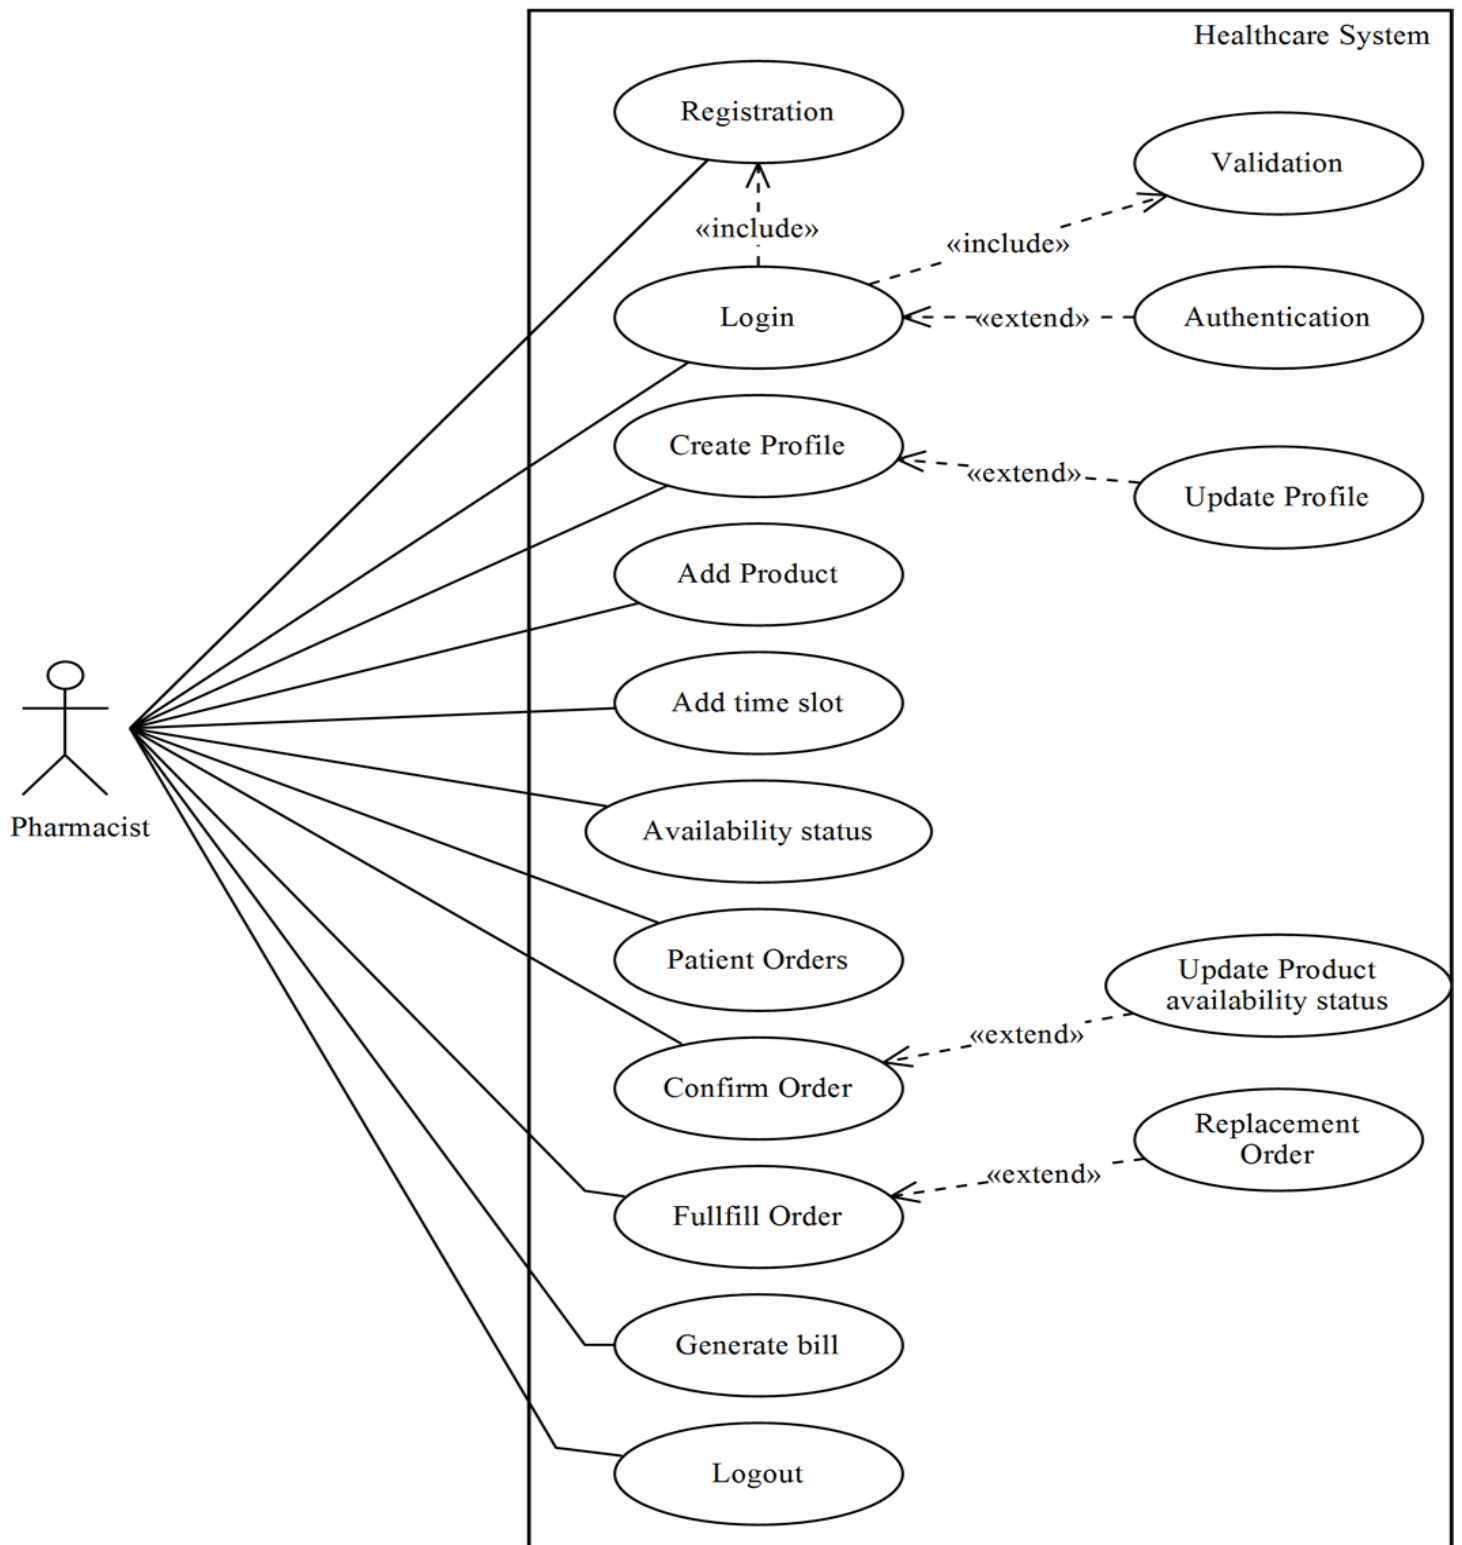 Healthcare System
Registration
Validation
«include»
«include»
Login
«extend»
Authentication
Create Profile
«extend»
Update Profile
Add Product
Add time slot
Pharmacist
Availability status
Patient Orders
Update Product
availability status
«extend»
Confirm Order
Replacement
Order
«extend»
Fullfill Order
Generate bill
Logout